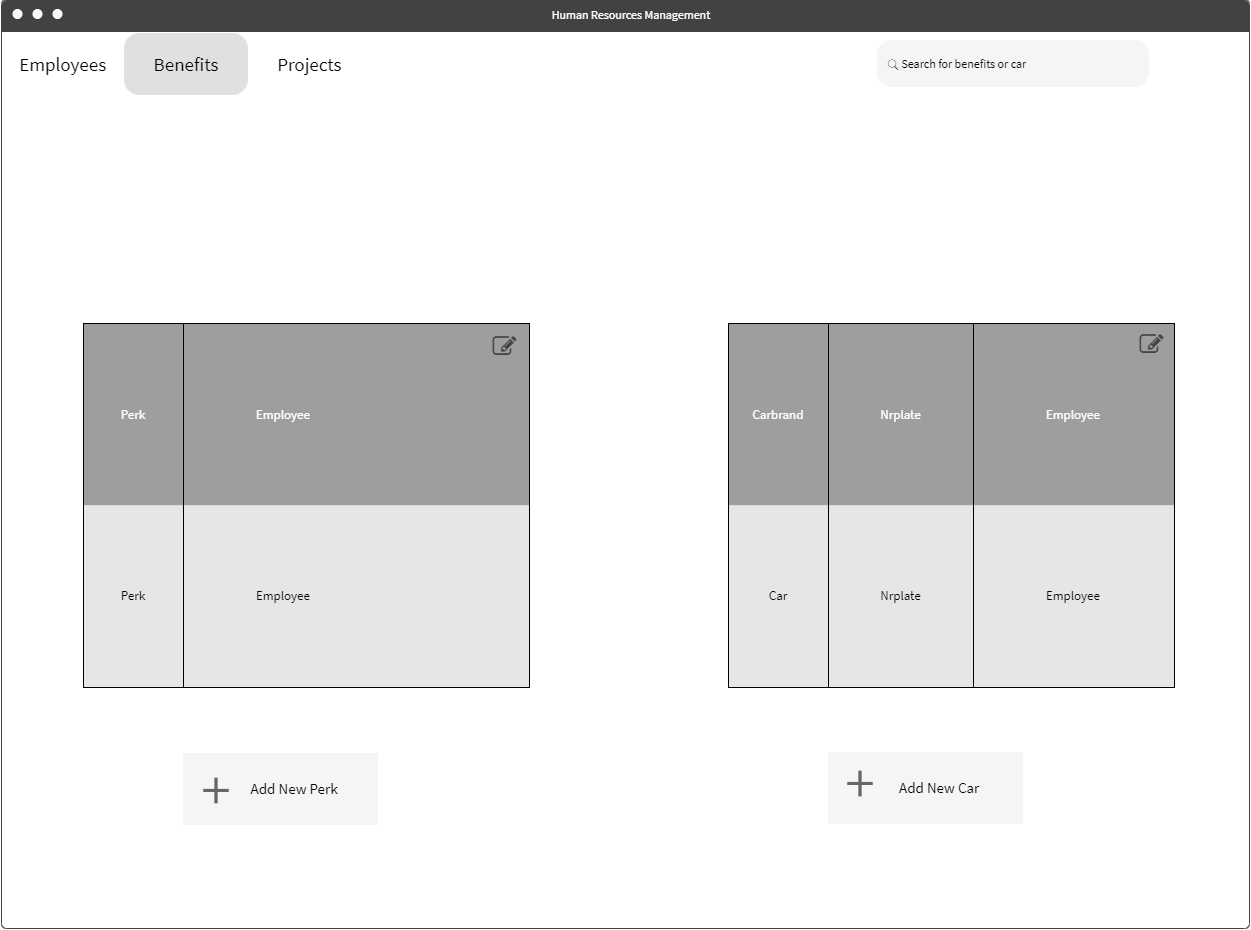 Human Resources Management
Employees
Benefits
Projects
Search for benefits or car
Perk
Employee
Perk
Employee
Carbrand
Nrplate
Employee
Car
Nrplate
Employee
Add New Perk
Add New Car